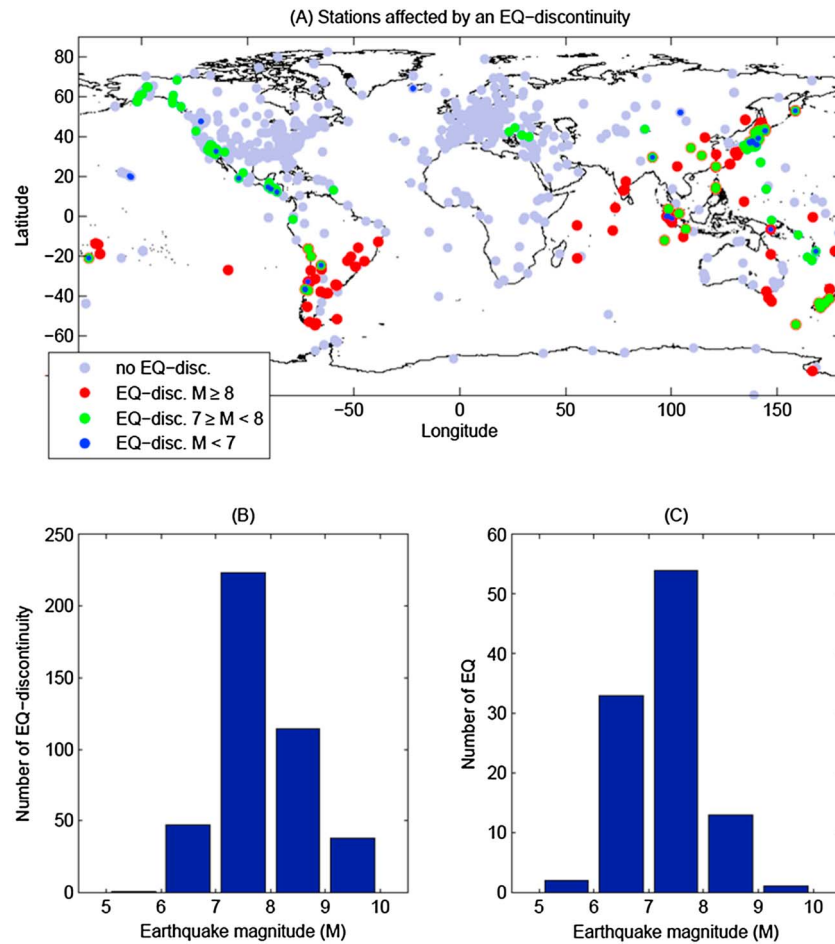 (A) Stations affected by an EQ−discontinuity
80
60
40
20
0
−20
−40
−60
Latitude
no EQ−disc.
EQ−disc. M ≥ 8
EQ−disc. 7 ≥ M < 8
EQ−disc. M < 7
−50 0 50 100 150
Longitude
(B)
250
200
150
100
50
0
Number of EQ−discontinuity
5 6 7 8 9 10
Earthquake magnitude (M)
(C)
60
50
40
30
20
10
0
Number of EQ
5 6 7 8 9 10
Earthquake magnitude (M)